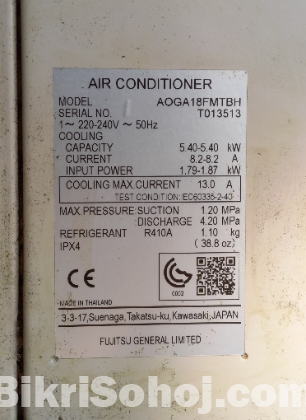 AIR CONDITIONER
MODEL AOGA18FMTBH
SERIAL NO. T013513
1~ 220-240V ~ 50Hz
COOLING
CAPACITY 5.40-5.40 kW
CURRENT 8.2-8.2 A
INPUT POWER 1.79-1.87 kW
COOLING MAX.CURRENT 13.0 A
TEST CONDITION: IEC60335-2-40
MAX.PRESSURE:SUCTION 1.20 MPa
:DISCHARGE 4.20 MPa
REFRIGERANT R410A 1.10 kg
IPX4 (38.8 oz)
CE
G
0002
MADE IN THAILAND
3-3-17,Suenaga, Takatsu-ku, Kawasaki, JAPAN
FUJITSU GENERAL LIMITED
BikriSohoj.com